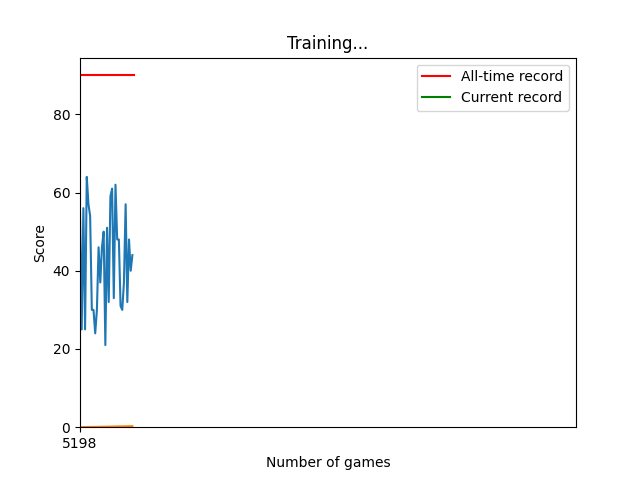 Training...
All-time record
Current record
80
60
40
20
0
Score
5198
Number of games